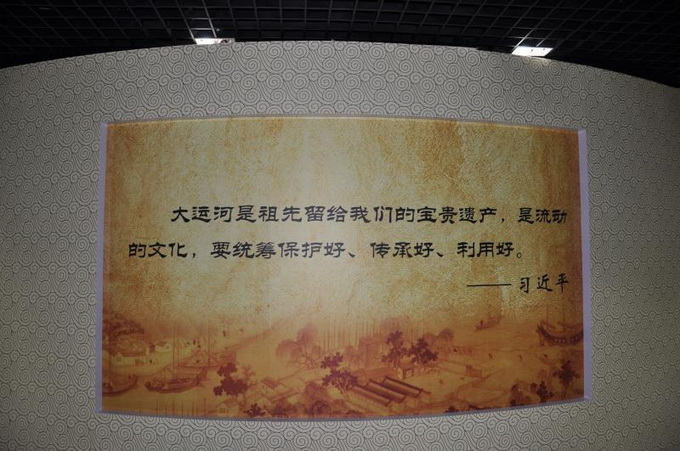 大运河是祖先留给我们的宝贵遗产，是流动
的文化，要统筹保护好、传承好、利用好。
——习近平